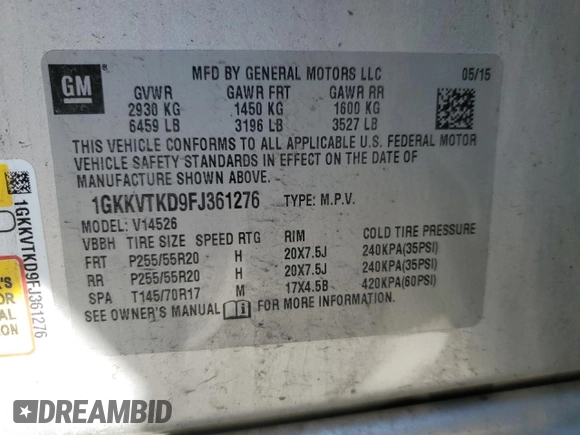 GM
MFD BY GENERAL MOTORS LLC 05/15
GVWR GAWR FRT GAWR RR
2930 KG 1450 KG 1600 KG
6459 LB 3196 LB 3527 LB
THIS VEHICLE CONFORMS TO ALL APPLICABLE U.S. FEDERAL MOTOR
VEHICLE SAFETY STANDARDS IN EFFECT ON THE DATE OF
MANUFACTURE SHOWN ABOVE.
1GKKVTKD9FJ361276 TYPE: M.P.V.
MODEL: V14526
VBBH TIRE SIZE SPEED RTG RIM COLD TIRE PRESSURE
FRT P255/55R20 H 20X7.5J 240KPA(35PSI)
RR P255/55R20 H 20X7.5J 240KPA(35PSI)
SPA T145/70R17 M 17X4.5B 420KPA(60PSI)
SEE OWNER'S MANUAL FOR MORE INFORMATION.
1GKKVTKD9FJ361276
'S
OR
AL
TION
DREAMBID